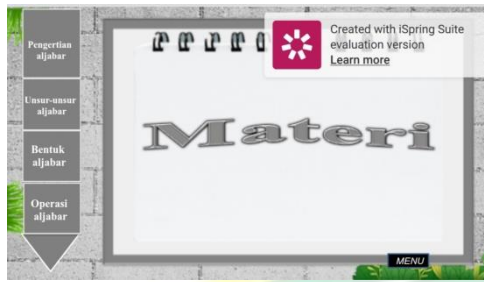 Pengertian
aljabar
Unsur-unsur
aljabar
Bentuk
aljabar
Operasi
aljabar
Created with iSpring Suite
evaluation version
Learn more
Materi
MENU